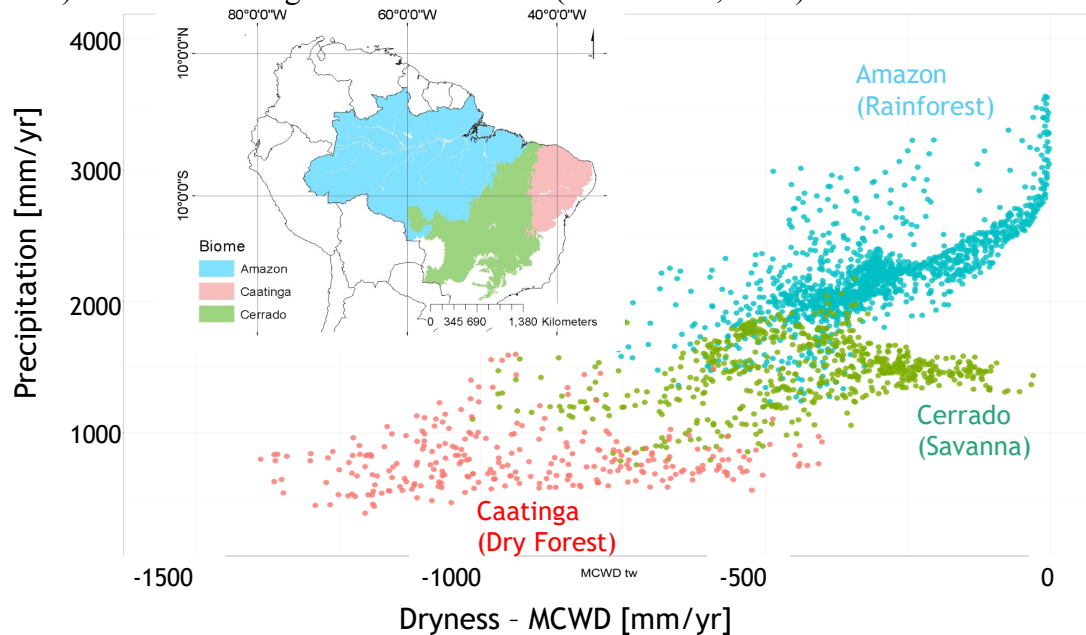 80°0'0"W 60°0'0"W 40°0'0"W
10°0'0"N
10°0'0"S
Biome
Amazon
Caatinga
Cerrado
0 345 690 1,380 Kilometers
Precipitation [mm/yr]
4000
3000
2000
1000
Amazon
(Rainforest)
Cerrado
(Savanna)
Caatinga
(Dry Forest)
-1500 -1000 -500 0
MCWD tw
Dryness – MCWD [mm/yr]